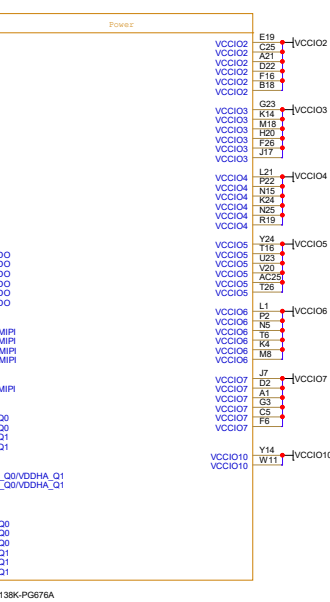 Power
VCCIO2 E19 VCCIO2
VCCIO2 C25
VCCIO2 A21
VCCIO2 D22
VCCIO2 F16
VCCIO2 B18
VCCIO3 G23 VCCIO3
VCCIO3 K14
VCCIO3 M18
VCCIO3 H20
VCCIO3 F26
VCCIO3 J17
VCCIO4 L21 VCCIO4
VCCIO4 P22
VCCIO4 N15
VCCIO4 K24
VCCIO4 N25
VCCIO4 R19
VCCIO5 Y24 VCCIO5
DO VCCIO5 T16
DO VCCIO5 U23
DO VCCIO5 V20
DO VCCIO5 AC25
DO VCCIO5 T26
VCCIO6 L1 VCCIO6
VCCIO6 P2
MIPI VCCIO6 N5
MIPI VCCIO6 T6
MIPI VCCIO6 K4
MIPI VCCIO6 M8
VCCIO7 J7 VCCIO7
MIPI VCCIO7 D2
VCCIO7 A1
VCCIO7 G3
Q0 VCCIO7 C5
Q0 VCCIO7 F6
Q1
Q1
VCCIO10 Y14 VCCIO10
VCCIO10 W11
_Q0/VDDHA_Q1
_Q0/VDDHA_Q1
Q0
Q0
Q0
Q1
Q1
Q1
138K-PG676A